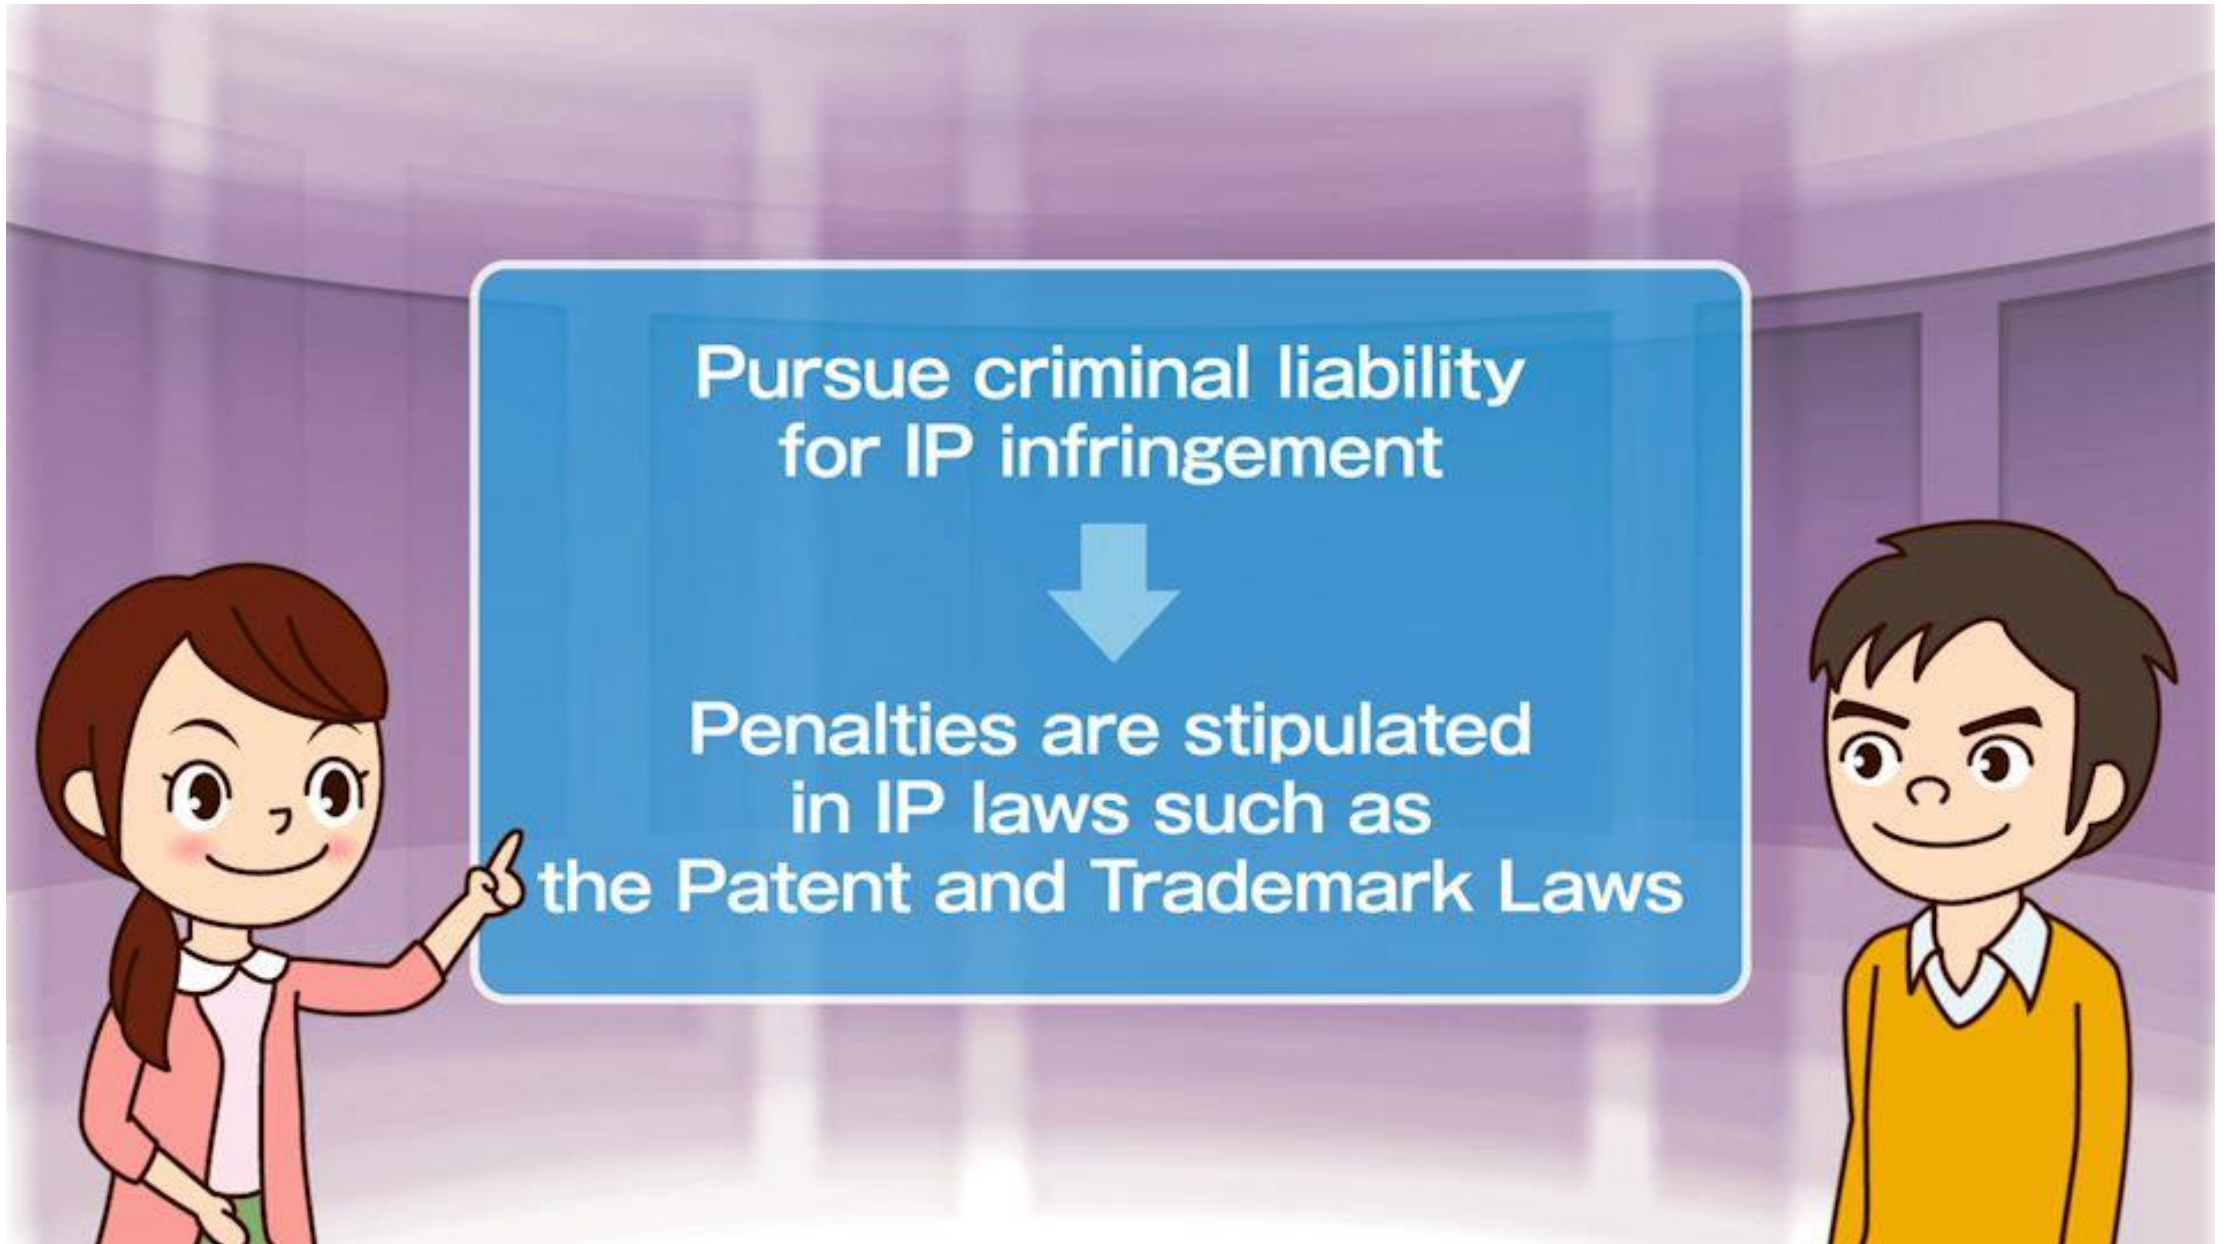 Pursue criminal liability
for IP infringement
Penalties are stipulated
in IP laws such as
the Patent and Trademark Laws